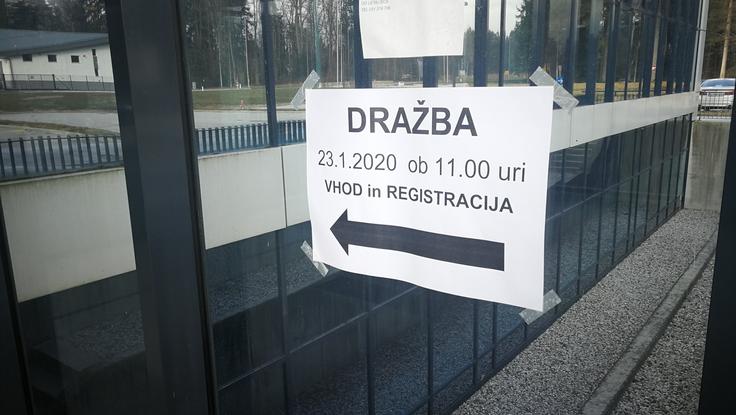 DRAŽBA
23.1.2020 ob 11.00 uri
VHOD in REGISTRACIJA